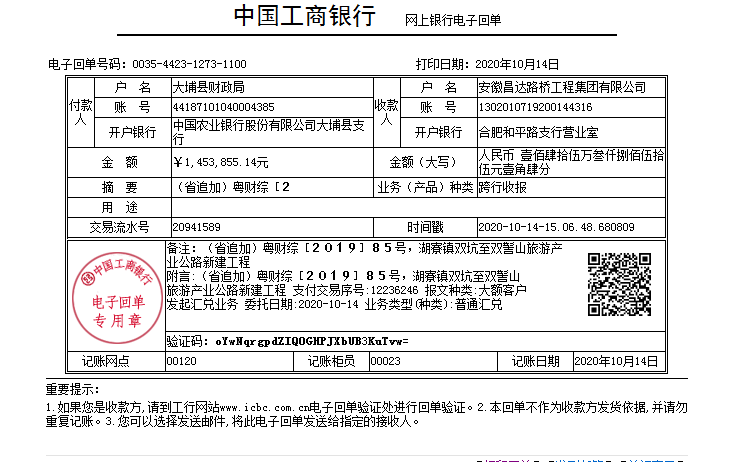 中国工商银行 网上银行电子回单
电子回单号码：0035-4423-1273-1100 打印日期：2020年10月14日
付款人 户 名 大埔县财政局 收款人 户 名 安徽昌达路桥工程集团有限公司
账 号 44187101040004385 账 号 1302010719200144316
开户银行 中国农业银行股份有限公司大埔县支行 开户银行 合肥和平路支行营业室
金 额 ￥1,453,855.14元 金额（大写） 人民币 壹佰肆拾伍万叁仟捌佰伍拾伍元壹角肆分
摘 要 （省追加）粤财综［2 业务（产品）种类 跨行收报
用 途
交易流水号 20941589 时间戳 2020-10-14-15.06.48.680809
备注：（省追加）粤财综［２０１９］８５号，湖寮镇双坑至双髻山旅游产
业公路新建工程
附言：（省追加）粤财综［２０１９］８５号，湖寮镇双坑至双髻山
旅游产业公路新建工程 支付交易序号:12236246 报文种类:大额客户
发起汇兑业务 委托日期:2020-10-14 业务类型(种类):普通汇兑
中国工商银行
电子回单
专用章
验证码：oYwNqrgpdZIQOGHPJXbUB3KuTvw=
记账网点 00120 记账柜员 00023 记账日期 2020年10月14日
重要提示：
1.如果您是收款方,请到工行网站www.icbc.com.cn电子回单验证处进行回单验证。2.本回单不作为收款方发货依据,并请勿
重复记账。3.您可以选择发送邮件,将此电子回单发送给指定的接收人。